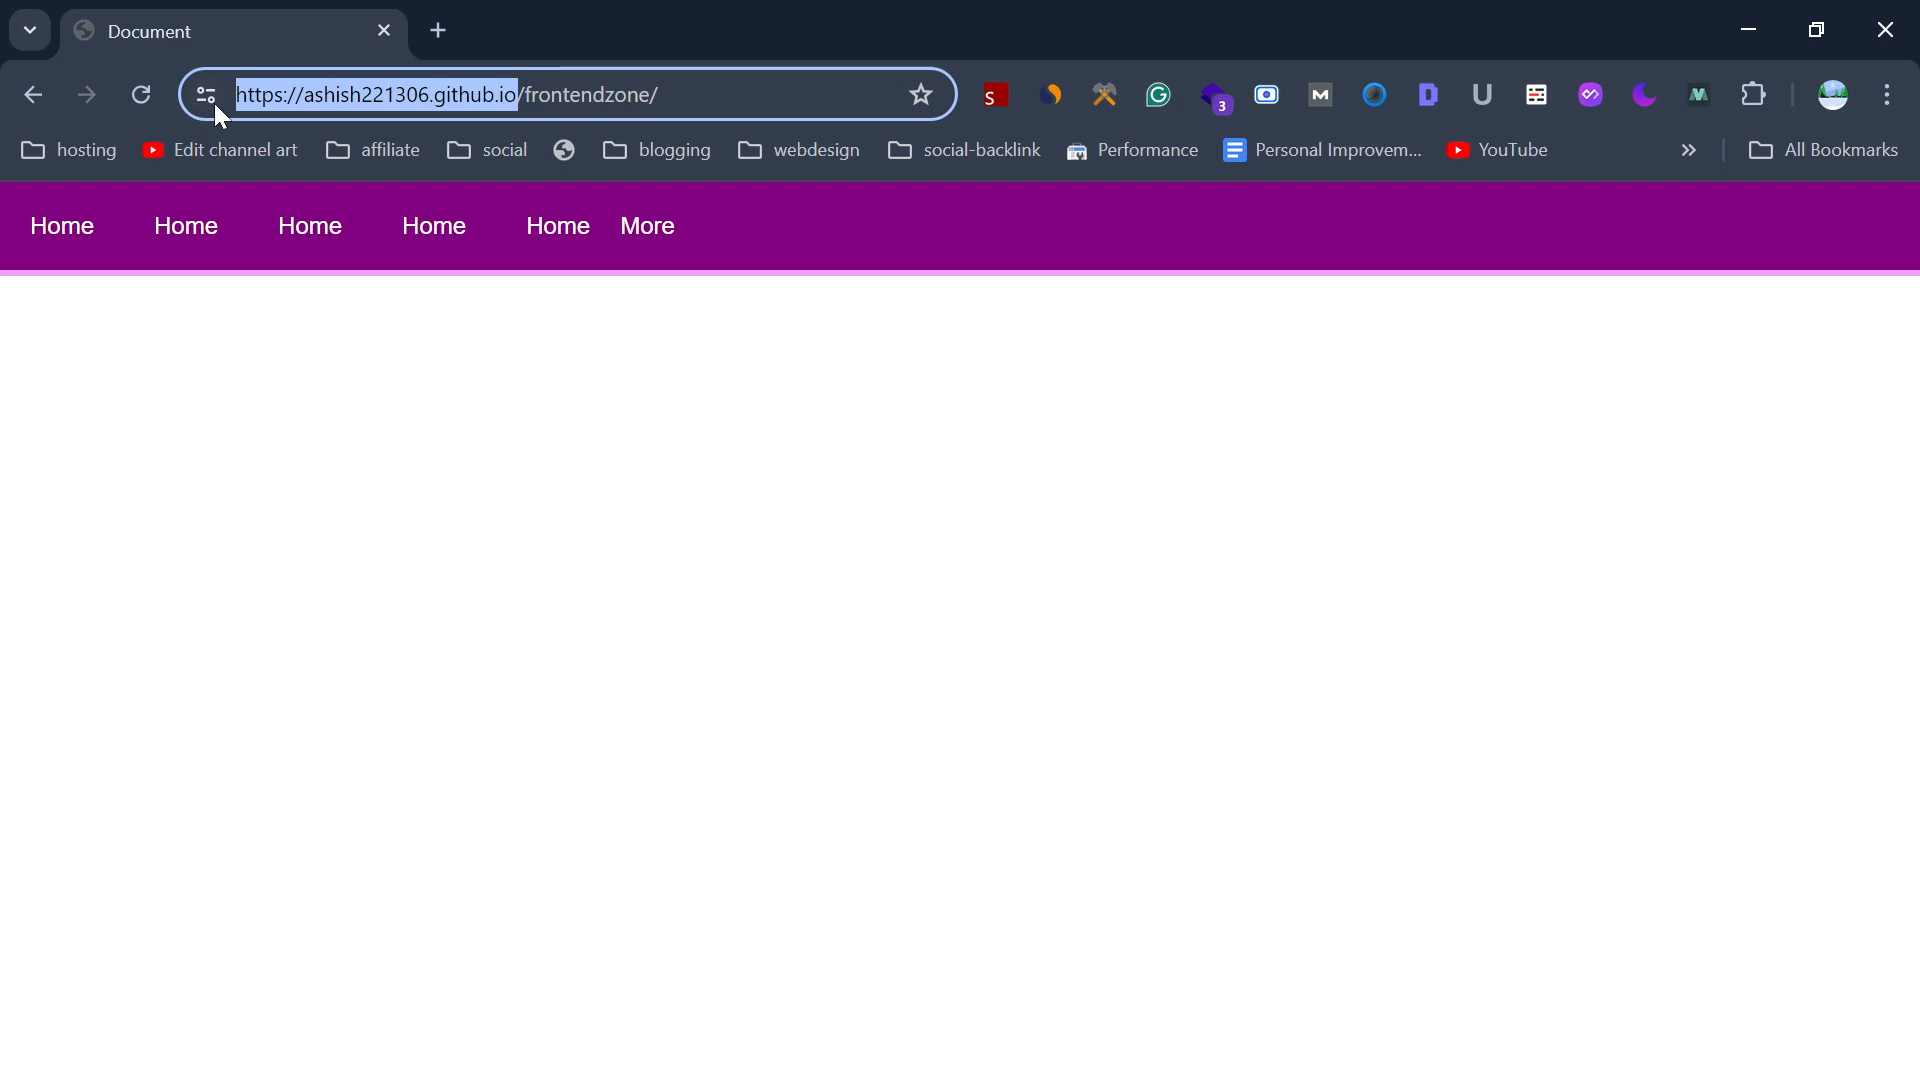 Document
https://ashish221306.github.io/frontendzone/
S G 3 M D U M
hosting Edit channel art affiliate social blogging webdesign social-backlink Performance Personal Improvem... YouTube » All Bookmarks
Home Home Home Home Home More